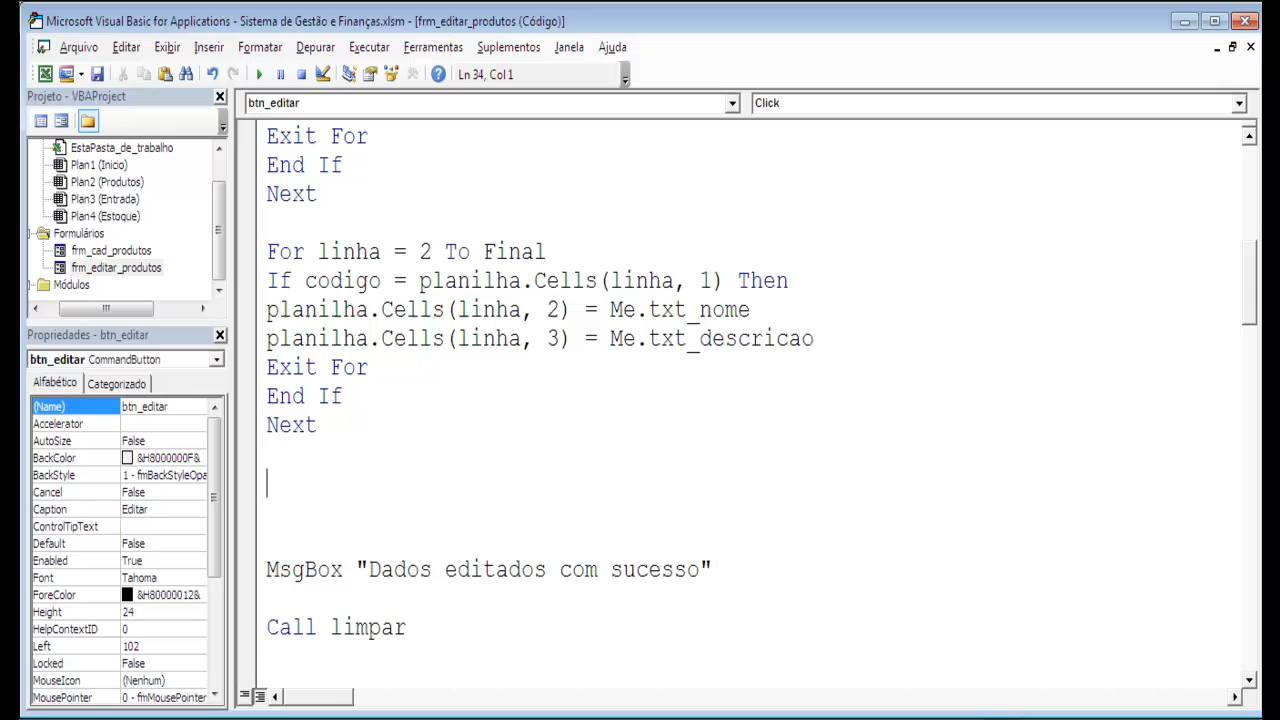 Microsoft Visual Basic for Applications - Sistema de Gestão e Finanças.xlsm - [frm_editar_produtos (Código)]
Arquivo Editar Exibir Inserir Formatar Depurar Executar Ferramentas Suplementos Janela Ajuda
Ln 34, Col 1
Projeto - VBAProject
EstaPasta_de_trabalho
Plan1 (Inicio)
Plan2 (Produtos)
Plan3 (Entrada)
Plan4 (Estoque)
Formulários
frm_cad_produtos
frm_editar_produtos
Módulos
Propriedades - btn_editar
btn_editar CommandButton
Alfabético Categorizado
(Name) btn_editar
Accelerator
AutoSize False
BackColor &H8000000F&
BackStyle 1 - fmBackStyleOpa
Cancel False
Caption Editar
ControlTipText
Default False
Enabled True
Font Tahoma
ForeColor &H80000012&
Height 24
HelpContextID 0
Left 102
Locked False
MouseIcon (Nenhum)
MousePointer 0 - fmMousePointer
btn_editar Click
Exit For
End If
Next
For linha = 2 To Final
If codigo = planilha.Cells(linha, 1) Then
planilha.Cells(linha, 2) = Me.txt_nome
planilha.Cells(linha, 3) = Me.txt_descricao
Exit For
End If
Next
MsgBox "Dados editados com sucesso"
Call limpar